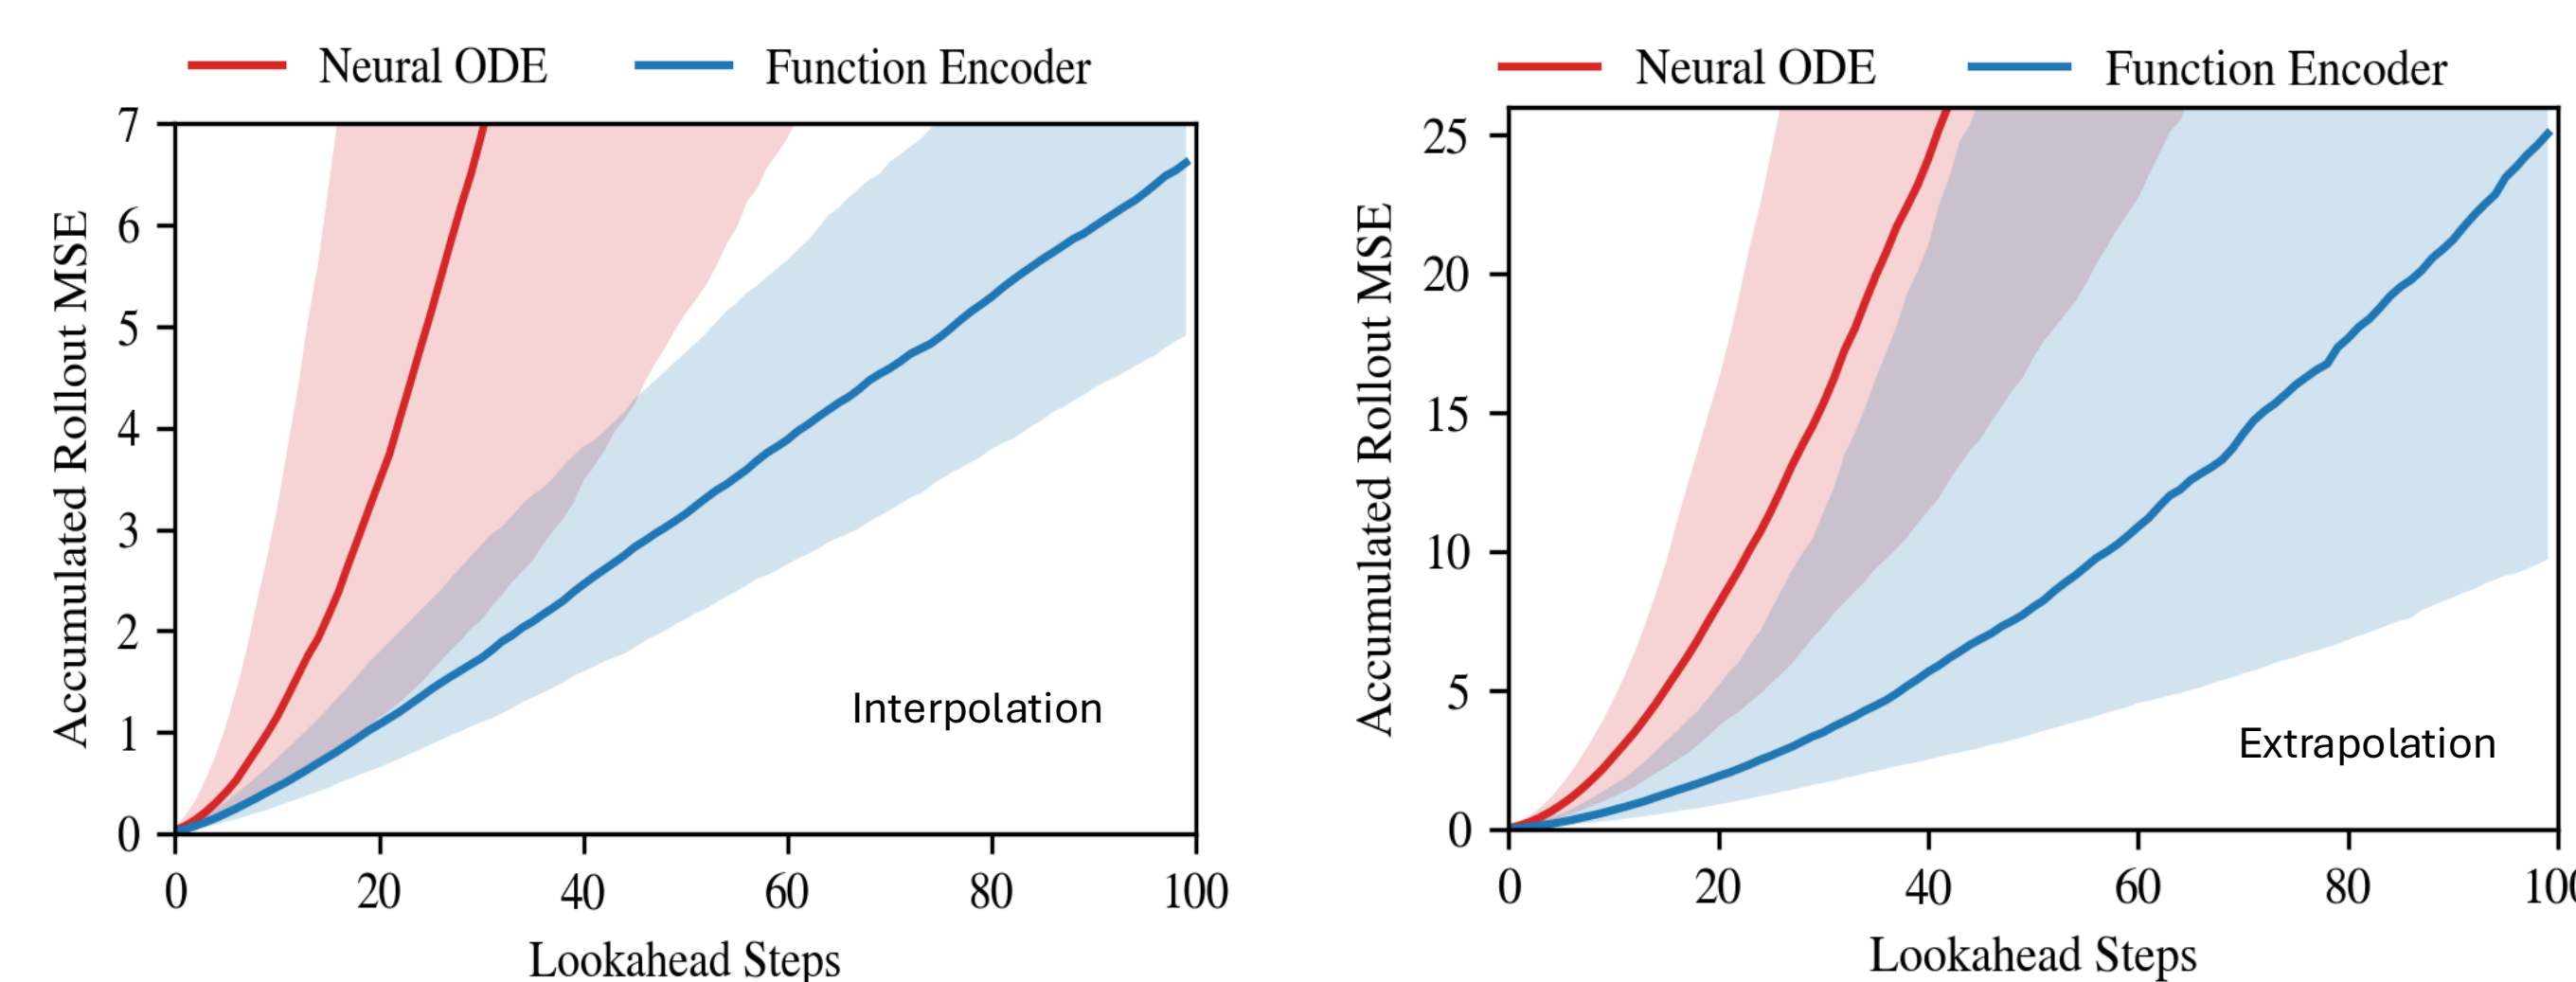 Neural ODE Function Encoder
7
6
5
4
3
2
1
0
Accumulated Rollout MSE
Interpolation
0 20 40 60 80 100
Lookahead Steps
Neural ODE Function Encoder
25
20
15
10
5
0
Accumulated Rollout MSE
Extrapolation
0 20 40 60 80 100
Lookahead Steps